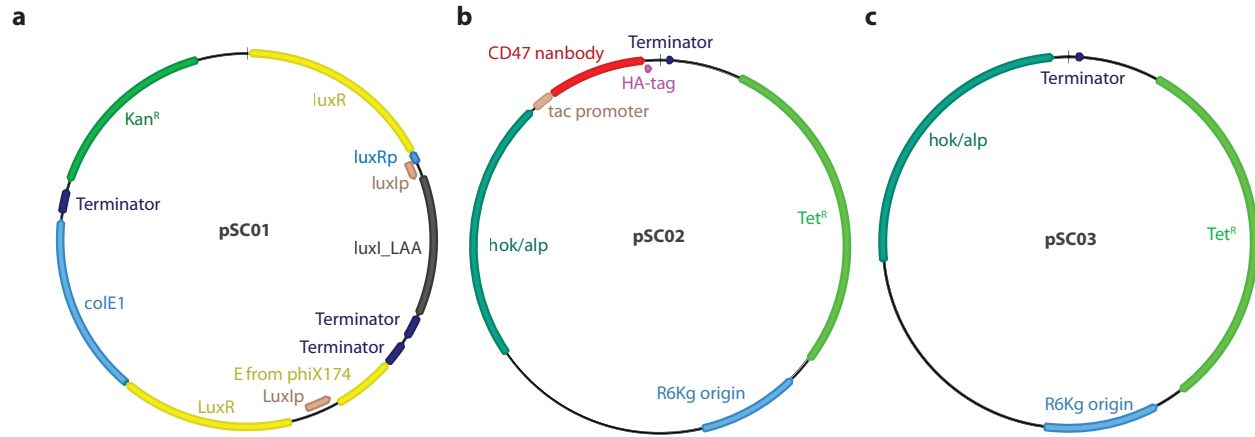 a
luxR
Kanᴿ
luxRp
luxIp
Terminator
pSC01
luxI_LAA
colE1
Terminator
Terminator
E from phiX174
LuxIp
LuxR
b
Terminator
CD47 nanbody
HA-tag
tac promoter
Tetᴿ
pSC02
hok/alp
R6Kg origin
c
Terminator
hok/alp
Tetᴿ
pSC03
R6Kg origin